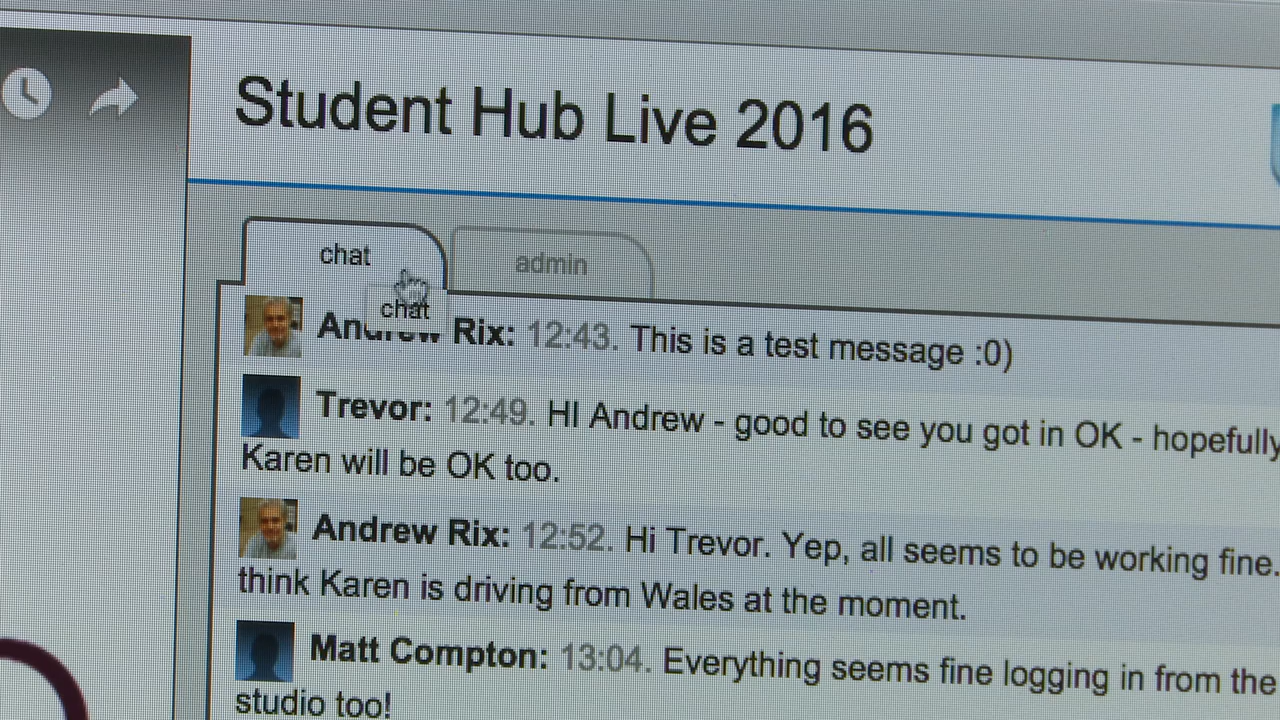 Student Hub Live 2016
chat
admin
chat
Andrew Rix: 12:43. This is a test message :0)
Trevor: 12:49. HI Andrew - good to see you got in OK - hopefully
Karen will be OK too.
Andrew Rix: 12:52. Hi Trevor. Yep, all seems to be working fine.
think Karen is driving from Wales at the moment.
Matt Compton: 13:04. Everything seems fine logging in from the
studio too!